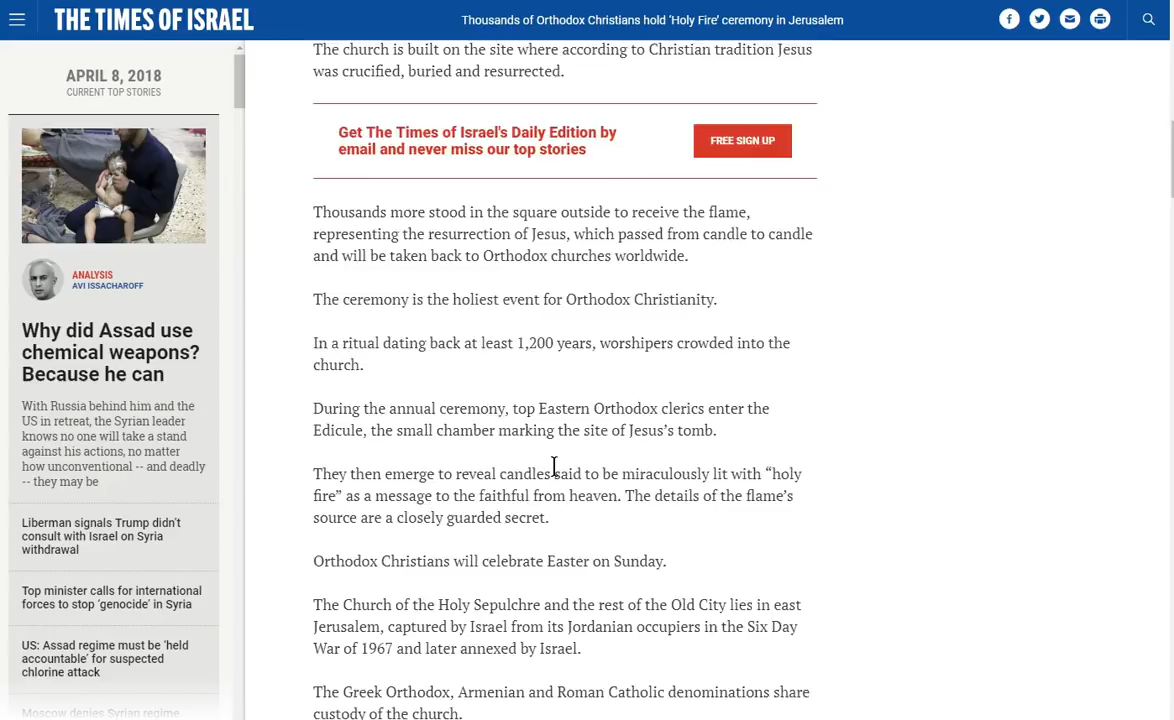 THE TIMES OF ISRAEL
Thousands of Orthodox Christians hold 'Holy Fire' ceremony in Jerusalem
APRIL 8, 2018
CURRENT TOP STORIES
ANALYSIS
AVI ISSACHAROFF
Why did Assad use
chemical weapons?
Because he can
With Russia behind him and the
US in retreat, the Syrian leader
knows no one will take a stand
against his actions, no matter
how unconventional -- and deadly
-- they may be
Liberman signals Trump didn't
consult with Israel on Syria
withdrawal
Top minister calls for international
forces to stop 'genocide' in Syria
US: Assad regime must be 'held
accountable' for suspected
chlorine attack
Moscow denies Syrian regime
The church is built on the site where according to Christian tradition Jesus
was crucified, buried and resurrected.
Get The Times of Israel's Daily Edition by
email and never miss our top stories
FREE SIGN UP
Thousands more stood in the square outside to receive the flame,
representing the resurrection of Jesus, which passed from candle to candle
and will be taken back to Orthodox churches worldwide.
The ceremony is the holiest event for Orthodox Christianity.
In a ritual dating back at least 1,200 years, worshipers crowded into the
church.
During the annual ceremony, top Eastern Orthodox clerics enter the
Edicule, the small chamber marking the site of Jesus's tomb.
They then emerge to reveal candles said to be miraculously lit with “holy
fire” as a message to the faithful from heaven. The details of the flame's
source are a closely guarded secret.
Orthodox Christians will celebrate Easter on Sunday.
The Church of the Holy Sepulchre and the rest of the Old City lies in east
Jerusalem, captured by Israel from its Jordanian occupiers in the Six Day
War of 1967 and later annexed by Israel.
The Greek Orthodox, Armenian and Roman Catholic denominations share
custody of the church.